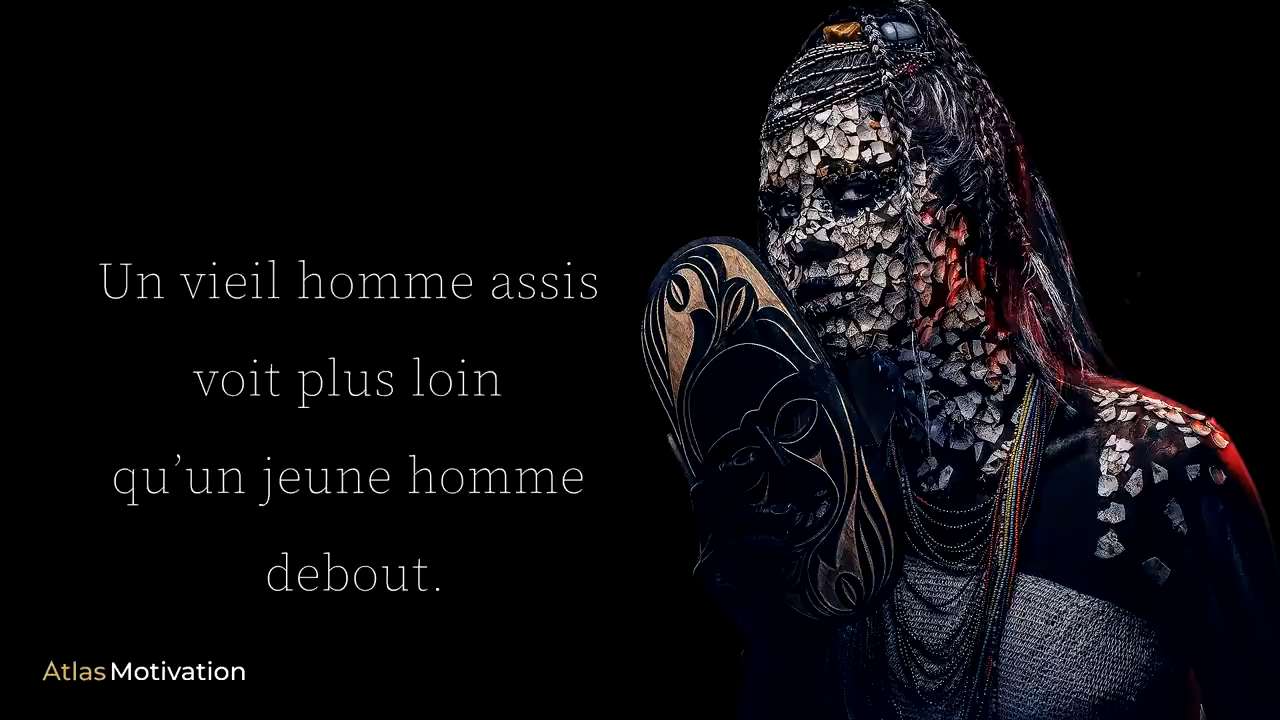 Un vieil homme assis
voit plus loin
qu’un jeune homme
debout.
Atlas Motivation